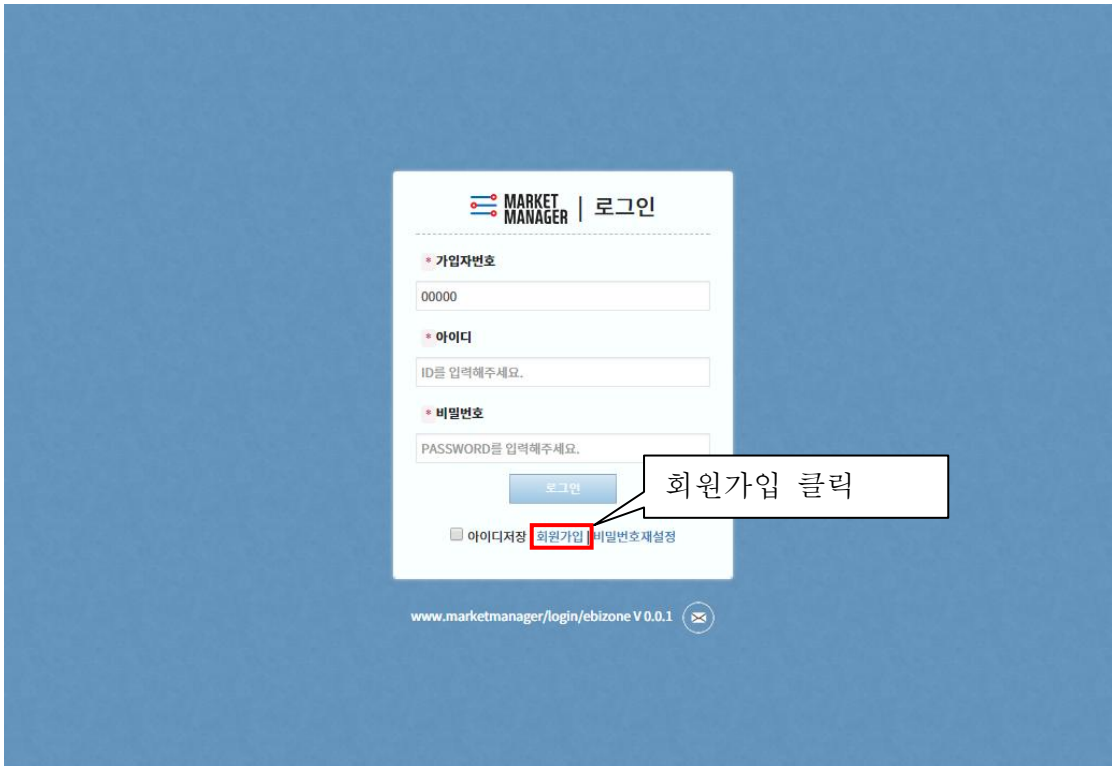 MARKET
MANAGER | 로그인
* 가입자번호
00000
* 아이디
ID를 입력해주세요.
* 비밀번호
PASSWORD를 입력해주세요.
로그인
회원가입 클릭
아이디저장 회원가입 | 비밀번호재설정
www.marketmanager/login/ebizone V 0.0.1